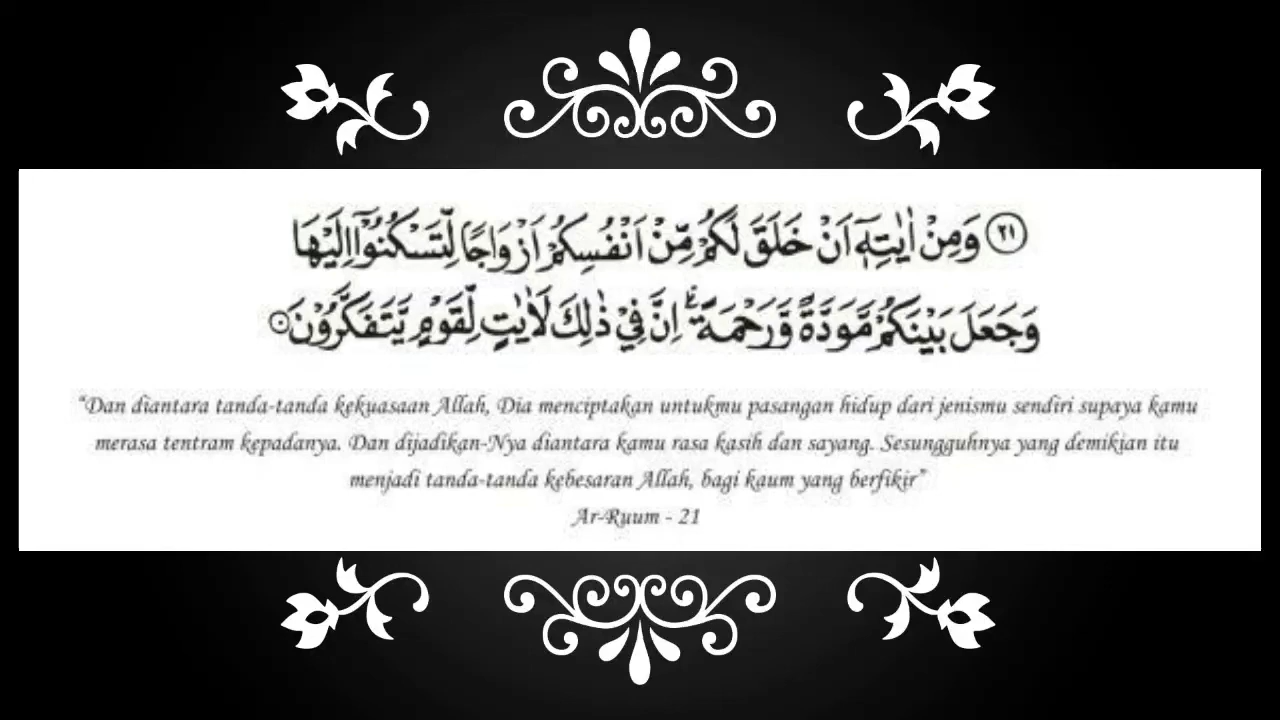 ٢١ وَمِنْ اٰيٰتِهٖٓ اَنْ خَلَقَ لَكُمْ مِّنْ اَنْفُسِكُمْ اَزْوَاجًا لِّتَسْكُنُوْٓا اِلَيْهَا
وَجَعَلَ بَيْنَكُمْ مَّوَدَّةً وَّرَحْمَةً ۗ اِنَّ فِيْ ذٰلِكَ لَاٰيٰتٍ لِّقَوْمٍ يَّتَفَكَّرُوْنَ
“Dan diantara tanda-tanda kekuasaan Allah, Dia menciptakan untukmu pasangan hidup dari jenismu sendiri supaya kamu
merasa tentram kepadanya. Dan dijadikan-Nya diantara kamu rasa kasih dan sayang. Sesungguhnya yang demikian itu
menjadi tanda-tanda kebesaran Allah, bagi kaum yang berfikir”
Ar-Ruum - 21